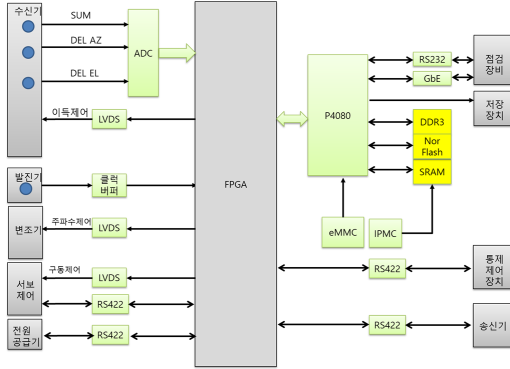 수신기
SUM
DEL AZ
DEL EL
ADC
이득제어
LVDS
발진기
클럭
버퍼
변조기
주파수제어
LVDS
서보
제어
구동제어
LVDS
RS422
전원
공급기
RS422
FPGA
P4080
RS232
GbE
점검
장비
저장
장치
DDR3
Nor
Flash
SRAM
eMMC
IPMC
RS422
통제
제어
장치
RS422
송신기